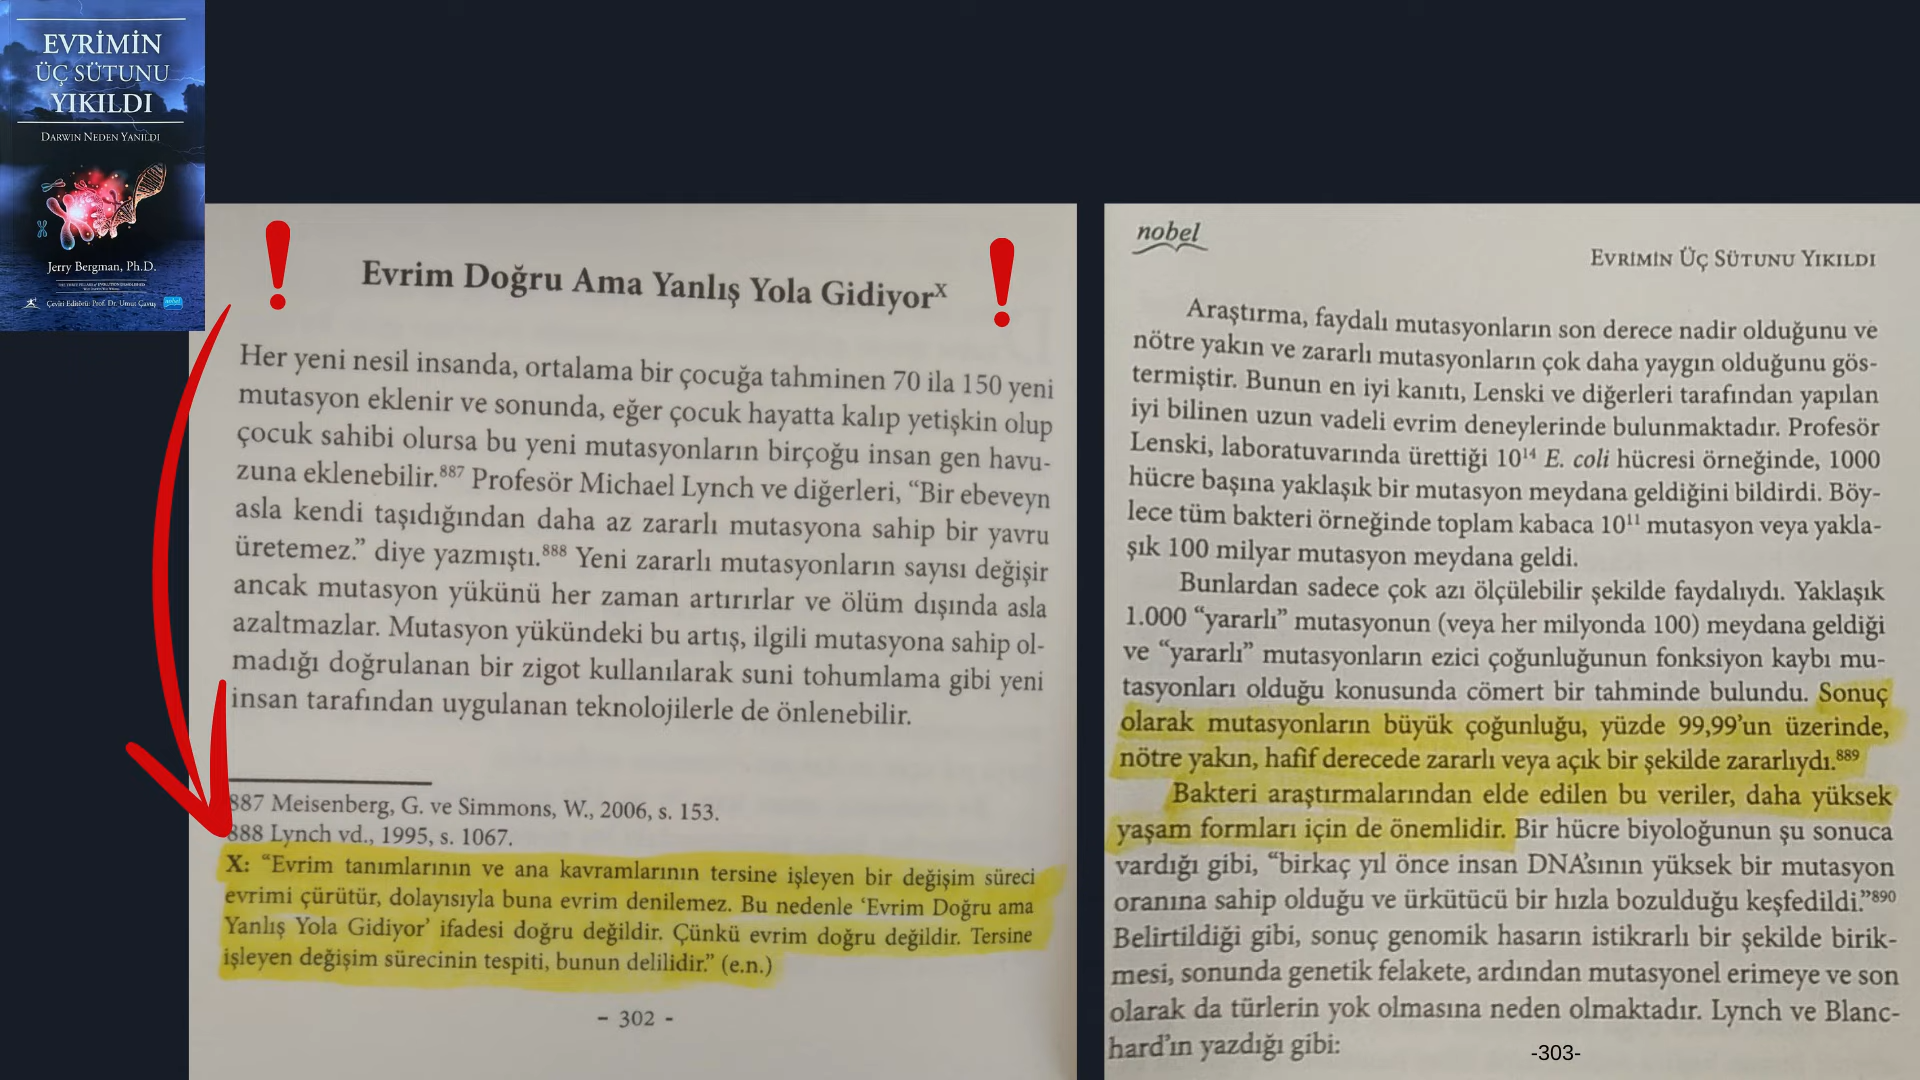 EVRİMİN
ÜÇ SÜTUNU
YIKILDI
DARWIN NEDEN YANILDI
Jerry Bergman, Ph.D.
Çeviri Editörü: Prof. Dr. Umut Çavuş
nobel
Evrim Doğru Ama Yanlış Yola Gidiyorˣ
Her yeni nesil insanda, ortalama bir çocuğa tahminen 70 ila 150 yeni
mutasyon eklenir ve sonunda, eğer çocuk hayatta kalıp yetişkin olup
çocuk sahibi olursa bu yeni mutasyonların birçoğu insan gen havu-
zuna eklenebilir.⁸⁸⁷ Profesör Michael Lynch ve diğerleri, “Bir ebeveyn
asla kendi taşıdığından daha az zararlı mutasyona sahip bir yavru
üretemez.” diye yazmıştı.⁸⁸⁸ Yeni zararlı mutasyonların sayısı değişir
ancak mutasyon yükünü her zaman artırırlar ve ölüm dışında asla
azaltmazlar. Mutasyon yükündeki bu artış, ilgili mutasyona sahip ol-
madığı doğrulanan bir zigot kullanılarak suni tohumlama gibi yeni
insan tarafından uygulanan teknolojilerle de önlenebilir.
887 Meisenberg, G. ve Simmons, W., 2006, s. 153.
888 Lynch vd., 1995, s. 1067.
X: “Evrim tanımlarının ve ana kavramlarının tersine işleyen bir değişim süreci
evrimi çürütür, dolayısıyla buna evrim denilemez. Bu nedenle ‘Evrim Doğru ama
Yanlış Yola Gidiyor’ ifadesi doğru değildir. Çünkü evrim doğru değildir. Tersine
işleyen değişim sürecinin tespiti, bunun delilidir.” (e.n.)
- 302 -
nobel
EVRİMİN ÜÇ SÜTUNU YIKILDI
Araştırma, faydalı mutasyonların son derece nadir olduğunu ve
nötre yakın ve zararlı mutasyonların çok daha yaygın olduğunu gös-
termiştir. Bunun en iyi kanıtı, Lenski ve diğerleri tarafından yapılan
iyi bilinen uzun vadeli evrim deneylerinde bulunmaktadır. Profesör
Lenski, laboratuvarında ürettiği 10¹⁴ E. coli hücresi örneğinde, 1000
hücre başına yaklaşık bir mutasyon meydana geldiğini bildirdi. Böy-
lece tüm bakteri örneğinde toplam kabaca 10¹¹ mutasyon veya yakla-
şık 100 milyar mutasyon meydana geldi.
Bunlardan sadece çok azı ölçülebilir şekilde faydalıydı. Yaklaşık
1.000 “yararlı” mutasyonun (veya her milyonda 100) meydana geldiği
ve “yararlı” mutasyonların ezici çoğunluğunun fonksiyon kaybı mu-
tasyonları olduğu konusunda cömert bir tahminde bulundu. Sonuç
olarak mutasyonların büyük çoğunluğu, yüzde 99,99’un üzerinde,
nötre yakın, hafif derecede zararlı veya açık bir şekilde zararlıydı.⁸⁸⁹
Bakteri araştırmalarından elde edilen bu veriler, daha yüksek
yaşam formları için de önemlidir. Bir hücre biyoloğunun şu sonuca
vardığı gibi, “birkaç yıl önce insan DNA’sının yüksek bir mutasyon
oranına sahip olduğu ve ürkütücü bir hızla bozulduğu keşfedildi.”⁸⁹⁰
Belirtildiği gibi, sonuç genomik hasarın istikrarlı bir şekilde birik-
mesi, sonunda genetik felakete, ardından mutasyonel erimeye ve son
olarak da türlerin yok olmasına neden olmaktadır. Lynch ve Blanc-
hard’ın yazdığı gibi:
-303-